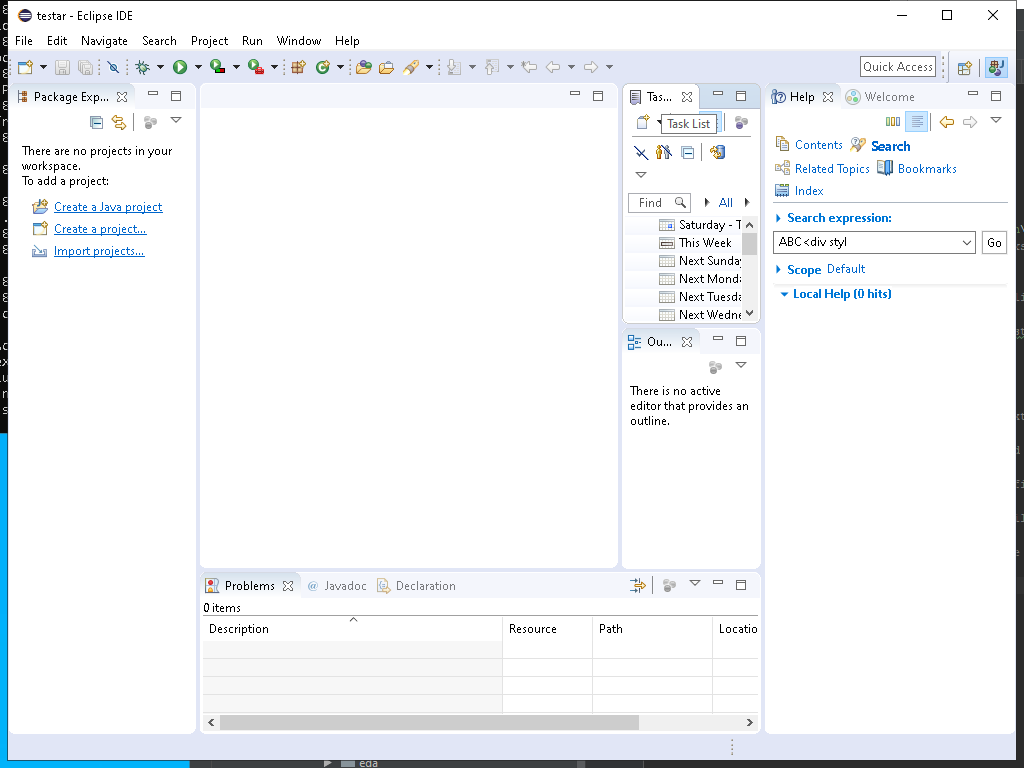 testar - Eclipse IDE
File Edit Navigate Search Project Run Window Help
Quick Access
Package Exp...
There are no projects in your
workspace.
To add a project:
Create a Java project
Create a project...
Import projects...
Tas...
Task List
Find
All
Saturday - T
This Week
Next Sunda
Next Monda
Next Tuesda
Next Wedne
Ou...
There is no active
editor that provides an
outline.
Help Welcome
Contents Search
Related Topics Bookmarks
Index
Search expression:
ABC <div styl
Go
Scope Default
Local Help (0 hits)
Problems @ Javadoc Declaration
0 items
Description Resource Path Locatio
eda